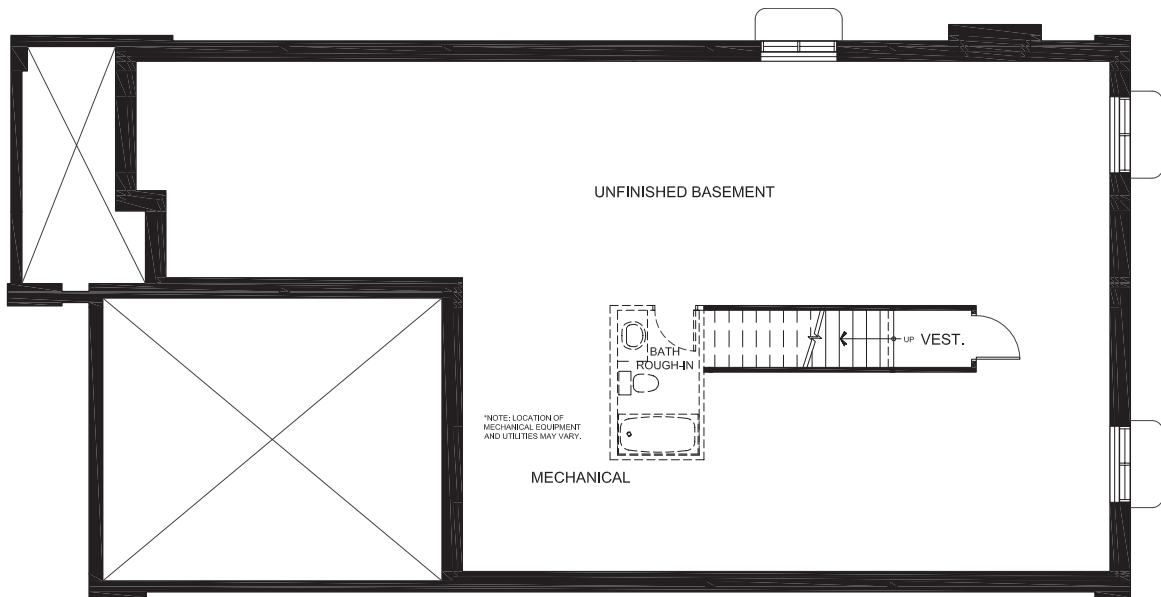 UNFINISHED BASEMENT
UP VEST.
BATH
ROUGH-IN
*NOTE: LOCATION OF
MECHANICAL EQUIPMENT
AND UTILITIES MAY VARY.
MECHANICAL